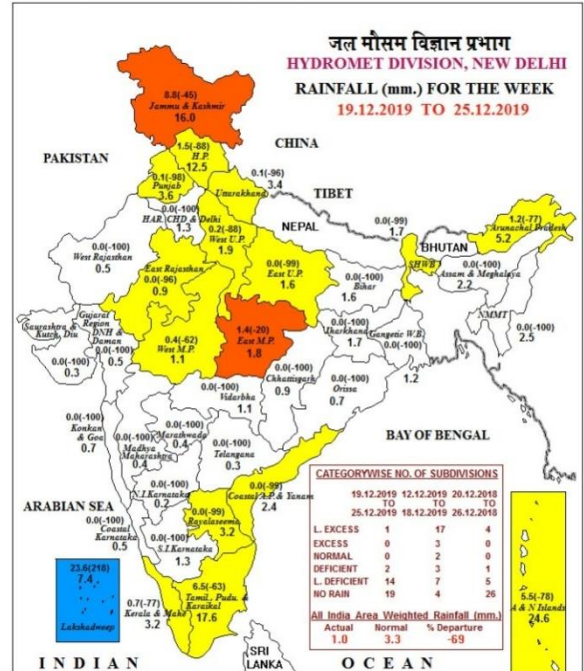 जल मौसम विज्ञान प्रभाग
HYDROMET DIVISION, NEW DELHI
RAINFALL (mm.) FOR THE WEEK
19.12.2019 TO 25.12.2019
8.8(-45)
Jammu & Kashmir
16.0
CHINA
PAKISTAN
1.5(-88)
H.P.
12.5
0.1(-98)
Punjab
3.6
0.1(-96)
3.4
Uttarakhand
TIBET
0.0(-100)
HAR. CHD & Delhi
1.3
0.2(-88)
West U.P.
1.9
NEPAL
0.0(-99)
1.7
SHWB
BHUTAN
1.2(-77)
Arunachal Pradesh
5.2
0.0(-100)
West Rajasthan
0.5
East Rajasthan
0.0(-96)
0.9
0.0(-99)
East U.P.
1.6
0.0(-100)
Bihar
1.6
0.0(-100)
Assam & Meghalaya
2.2
NMMT
0.0(-100)
2.5
Saurashtra &
Kutch, Diu
0.0(-100)
0.3
Gujarat
Region
DNH &
Daman
0.0(-100)
0.5
0.4(-62)
West M.P.
1.1
1.4(-20)
East M.P.
1.8
0.0(-100)
Jharkhand
1.7
Gangetic W.B.
0.0(-100)
1.2
0.0(-100)
Chhattisgarh
0.9
0.0(-100)
Orissa
0.7
0.0(-100)
Vidarbha
1.1
0.0(-100)
Konkan
& Goa
0.7
0.0(-100)
Madhya
Maharashtra
0.4
0.0(-100)
Marathwada
0.4
0.0(-100)
Telangana
0.3
BAY OF BENGAL
ARABIAN SEA
0.0(-100)
N.I.Karnataka
0.2
0.0(-99)
Coastal A.P. & Yanam
2.4
0.0(-99)
Rayalaseema
3.2
0.0(-100)
Coastal
Karnataka
0.5
0.0(-100)
S.I.Karnataka
1.3
23.6(218)
7.4
Lakshadweep
0.7(-77)
Kerala & Mahe
3.2
6.5(-63)
Tamil., Pudu. &
Karaikal
17.6
CATEGORYWISE NO. OF SUBDIVISIONS
19.12.2019 12.12.2019 20.12.2018
TO TO TO
25.12.2019 18.12.2019 26.12.2018
L. EXCESS 1 17 4
EXCESS 0 3 0
NORMAL 0 2 0
DEFICIENT 2 3 1
L. DEFICIENT 14 7 5
NO RAIN 19 4 26
All India Area Weighted Rainfall (mm.)
Actual Normal % Departure
1.0 3.3 -69
5.5(-78)
A & N Islands
24.6
SRI
LANKA
INDIAN OCEAN